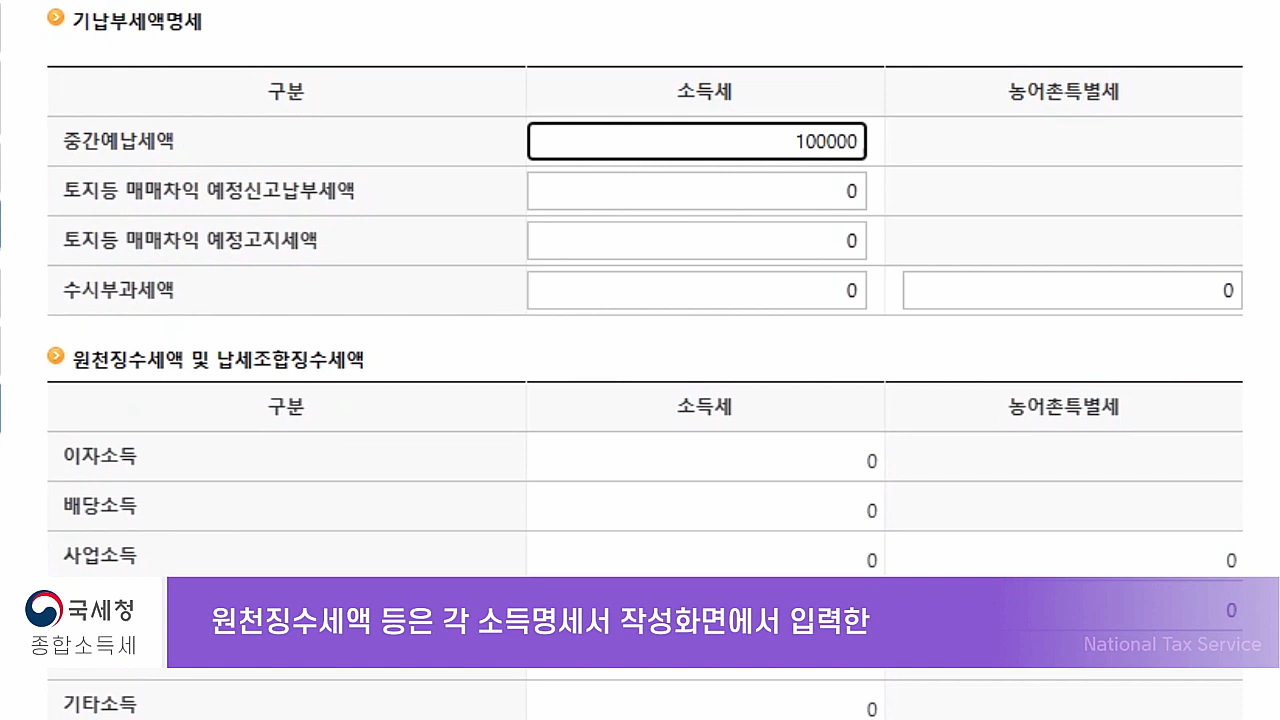 기납부세액명세
구분 소득세 농어촌특별세
중간예납세액 100000
토지등 매매차익 예정신고납부세액 0
토지등 매매차익 예정고지세액 0
수시부과세액 0 0
원천징수세액 및 납세조합징수세액
구분 소득세 농어촌특별세
이자소득 0
배당소득 0
사업소득 0 0
0
국세청
종합소득세
원천징수세액 등은 각 소득명세서 작성화면에서 입력한
National Tax Service
기타소득 0